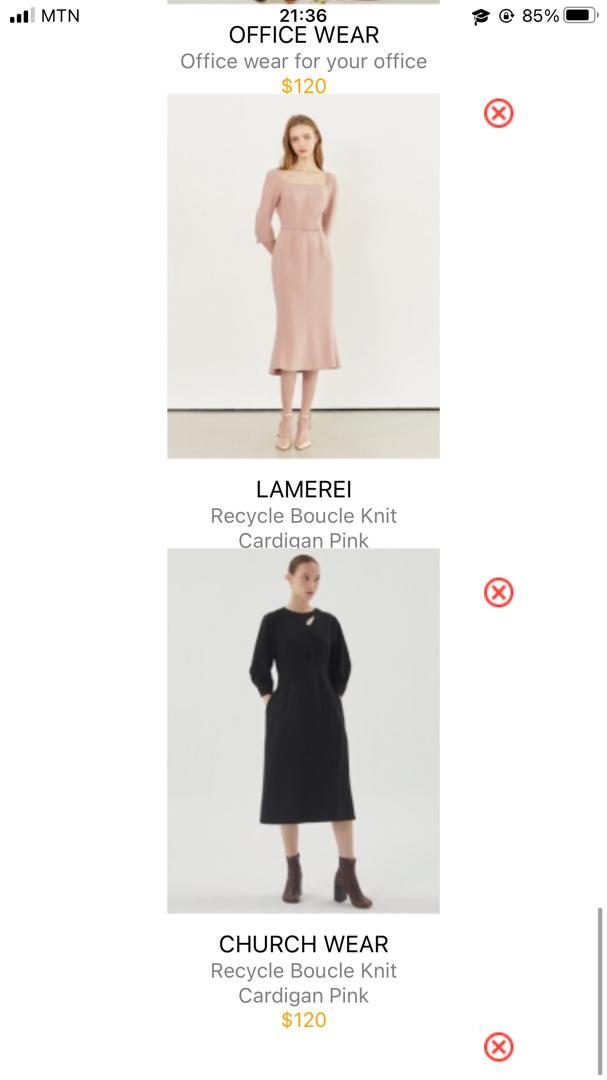 MTN 21:36 85%
OFFICE WEAR
Office wear for your office
$120
LAMEREI
Recycle Boucle Knit
Cardigan Pink
CHURCH WEAR
Recycle Boucle Knit
Cardigan Pink
$120